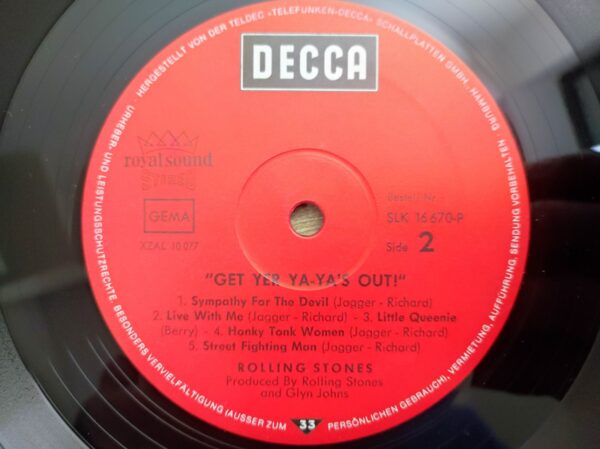 URHEBER- UND LEISTUNGSSCHUTZRECHTE, BESONDERS VERVIELFÄLTIGUNG (AUSSER ZUM PERSÖNLICHEN GEBRAUCH), VERMIETUNG, AUFFÜHRUNG, SENDUNG VORBEHALTEN
HERGESTELLT VON DER TELDEC »TELEFUNKEN-DECCA« SCHALLPLATTEN GMBH, HAMBURG
DECCA
royal sound
STEREO
GEMA
XZAL 10 077
Bestell-Nr.
SLK 16 670-P
Side 2
"GET YER YA-YA'S OUT!"
1. Sympathy For The Devil (Jagger - Richard)
2. Live With Me (Jagger - Richard) - 3. Little Queenie
(Berry) - 4. Honky Tonk Women (Jagger - Richard)
5. Street Fighting Man (Jagger - Richard)
ROLLING STONES
Produced By Rolling Stones
and Glyn Johns
33